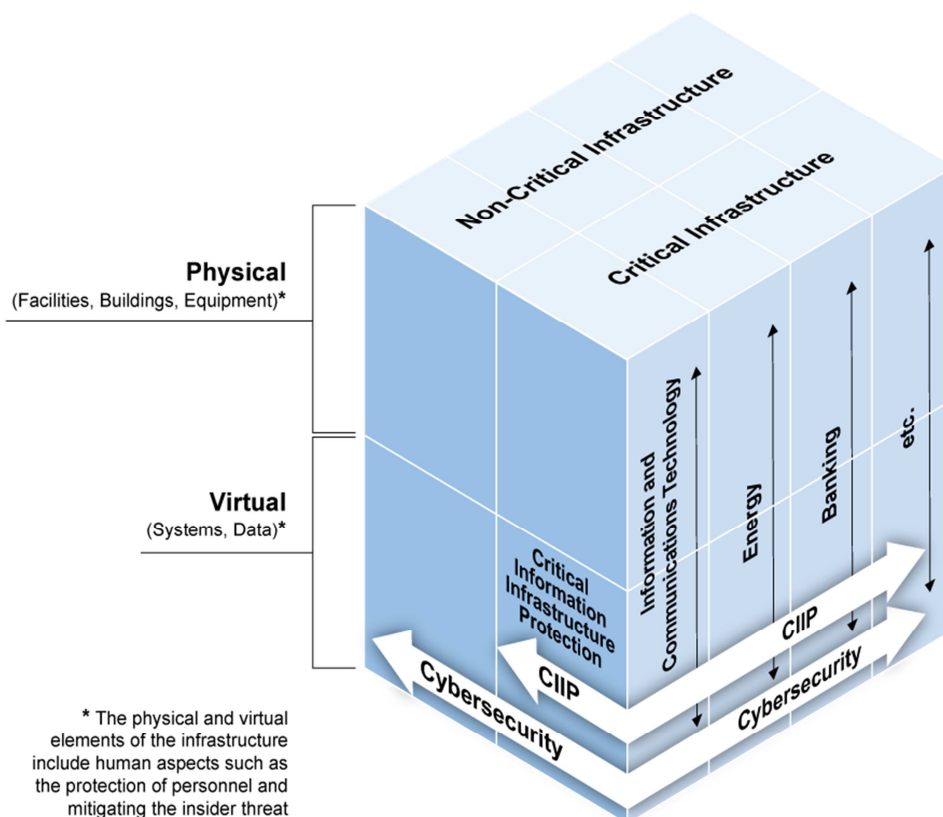 Non-Critical Infrastructure
Critical Infrastructure
Physical
(Facilities, Buildings, Equipment)*
Virtual
(Systems, Data)*
Information and
Communications Technology
Energy
Banking
etc.
Critical
Information
Infrastructure
Protection
CIIP
CIIP
Cybersecurity
Cybersecurity
* The physical and virtual
elements of the infrastructure
include human aspects such as
the protection of personnel and
mitigating the insider threat